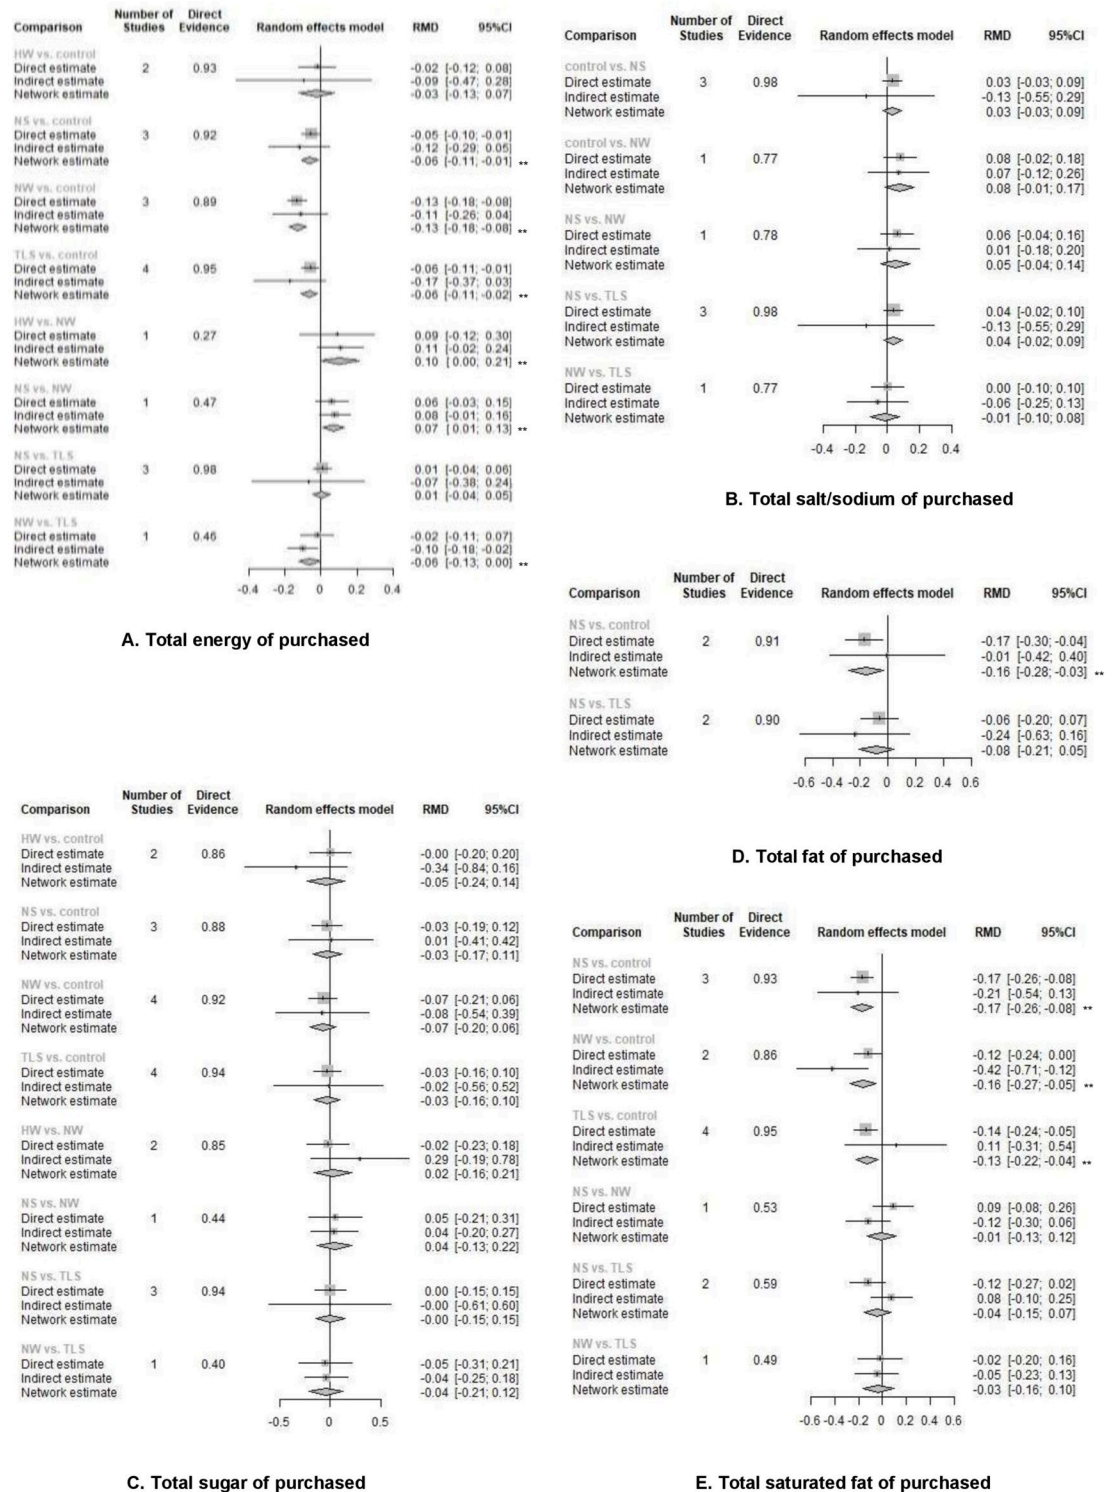 Number of Direct
Comparison Studies Evidence Random effects model RMD 95%CI
HW vs. control
Direct estimate 2 0.93 -0.02 [-0.12; 0.08]
Indirect estimate -0.09 [-0.47; 0.28]
Network estimate -0.03 [-0.13; 0.07]
NS vs. control
Direct estimate 3 0.92 -0.05 [-0.10; -0.01]
Indirect estimate -0.12 [-0.29; 0.05]
Network estimate -0.06 [-0.11; -0.01] **
NW vs. control
Direct estimate 3 0.89 -0.13 [-0.18; -0.08]
Indirect estimate -0.11 [-0.26; 0.04]
Network estimate -0.13 [-0.18; -0.08] **
TLS vs. control
Direct estimate 4 0.95 -0.06 [-0.11; -0.01]
Indirect estimate -0.17 [-0.37; 0.03]
Network estimate -0.06 [-0.11; -0.02] **
HW vs. NW
Direct estimate 1 0.27 0.09 [-0.12; 0.30]
Indirect estimate 0.11 [-0.02; 0.24]
Network estimate 0.10 [ 0.00; 0.21] **
NS vs. NW
Direct estimate 1 0.47 0.06 [-0.03; 0.15]
Indirect estimate 0.08 [-0.01; 0.16]
Network estimate 0.07 [ 0.01; 0.13] **
NS vs. TLS
Direct estimate 3 0.98 0.01 [-0.04; 0.06]
Indirect estimate -0.07 [-0.38; 0.24]
Network estimate 0.01 [-0.04; 0.05]
NW vs. TLS
Direct estimate 1 0.46 -0.02 [-0.11; 0.07]
Indirect estimate -0.10 [-0.18; -0.02]
Network estimate -0.06 [-0.13; 0.00] **
-0.4 -0.2 0 0.2 0.4
A. Total energy of purchased
Number of Direct
Comparison Studies Evidence Random effects model RMD 95%CI
control vs. NS
Direct estimate 3 0.98 0.03 [-0.03; 0.09]
Indirect estimate -0.13 [-0.55; 0.29]
Network estimate 0.03 [-0.03; 0.09]
control vs. NW
Direct estimate 1 0.77 0.08 [-0.02; 0.18]
Indirect estimate 0.07 [-0.12; 0.26]
Network estimate 0.08 [-0.01; 0.17]
NS vs. NW
Direct estimate 1 0.78 0.06 [-0.04; 0.16]
Indirect estimate 0.01 [-0.18; 0.20]
Network estimate 0.05 [-0.04; 0.14]
NS vs. TLS
Direct estimate 3 0.98 0.04 [-0.02; 0.10]
Indirect estimate -0.13 [-0.55; 0.29]
Network estimate 0.04 [-0.02; 0.09]
NW vs. TLS
Direct estimate 1 0.77 0.00 [-0.10; 0.10]
Indirect estimate -0.06 [-0.25; 0.13]
Network estimate -0.01 [-0.10; 0.08]
-0.4 -0.2 0 0.2 0.4
B. Total salt/sodium of purchased
Number of Direct
Comparison Studies Evidence Random effects model RMD 95%CI
NS vs. control
Direct estimate 2 0.91 -0.17 [-0.30; -0.04]
Indirect estimate -0.01 [-0.42; 0.40]
Network estimate -0.16 [-0.28; -0.03] **
NS vs. TLS
Direct estimate 2 0.90 -0.06 [-0.20; 0.07]
Indirect estimate -0.24 [-0.63; 0.16]
Network estimate -0.08 [-0.21; 0.05]
-0.6 -0.4 -0.2 0 0.2 0.4 0.6
D. Total fat of purchased
Number of Direct
Comparison Studies Evidence Random effects model RMD 95%CI
HW vs. control
Direct estimate 2 0.86 -0.00 [-0.20; 0.20]
Indirect estimate -0.34 [-0.84; 0.16]
Network estimate -0.05 [-0.24; 0.14]
NS vs. control
Direct estimate 3 0.88 -0.03 [-0.19; 0.12]
Indirect estimate 0.01 [-0.41; 0.42]
Network estimate -0.03 [-0.17; 0.11]
NW vs. control
Direct estimate 4 0.92 -0.07 [-0.21; 0.06]
Indirect estimate -0.08 [-0.54; 0.39]
Network estimate -0.07 [-0.20; 0.06]
TLS vs. control
Direct estimate 4 0.94 -0.03 [-0.16; 0.10]
Indirect estimate -0.02 [-0.56; 0.52]
Network estimate -0.03 [-0.16; 0.10]
HW vs. NW
Direct estimate 2 0.85 -0.02 [-0.23; 0.18]
Indirect estimate 0.29 [-0.19; 0.78]
Network estimate 0.02 [-0.16; 0.21]
NS vs. NW
Direct estimate 1 0.44 0.05 [-0.21; 0.31]
Indirect estimate 0.04 [-0.20; 0.27]
Network estimate 0.04 [-0.13; 0.22]
NS vs. TLS
Direct estimate 3 0.94 0.00 [-0.15; 0.15]
Indirect estimate -0.00 [-0.61; 0.60]
Network estimate -0.00 [-0.15; 0.15]
NW vs. TLS
Direct estimate 1 0.40 -0.05 [-0.31; 0.21]
Indirect estimate -0.04 [-0.25; 0.18]
Network estimate -0.04 [-0.21; 0.12]
-0.5 0 0.5
C. Total sugar of purchased
Number of Direct
Comparison Studies Evidence Random effects model RMD 95%CI
NS vs. control
Direct estimate 3 0.93 -0.17 [-0.26; -0.08]
Indirect estimate -0.21 [-0.54; 0.13]
Network estimate -0.17 [-0.26; -0.08] **
NW vs. control
Direct estimate 2 0.86 -0.12 [-0.24; 0.00]
Indirect estimate -0.42 [-0.71; -0.12]
Network estimate -0.16 [-0.27; -0.05] **
TLS vs. control
Direct estimate 4 0.95 -0.14 [-0.24; -0.05]
Indirect estimate 0.11 [-0.31; 0.54]
Network estimate -0.13 [-0.22; -0.04] **
NS vs. NW
Direct estimate 1 0.53 0.09 [-0.08; 0.26]
Indirect estimate -0.12 [-0.30; 0.06]
Network estimate -0.01 [-0.13; 0.12]
NS vs. TLS
Direct estimate 2 0.59 -0.12 [-0.27; 0.02]
Indirect estimate 0.08 [-0.10; 0.25]
Network estimate -0.04 [-0.15; 0.07]
NW vs. TLS
Direct estimate 1 0.49 -0.02 [-0.20; 0.16]
Indirect estimate -0.05 [-0.23; 0.13]
Network estimate -0.03 [-0.16; 0.10]
-0.6 -0.4 -0.2 0 0.2 0.4 0.6
E. Total saturated fat of purchased